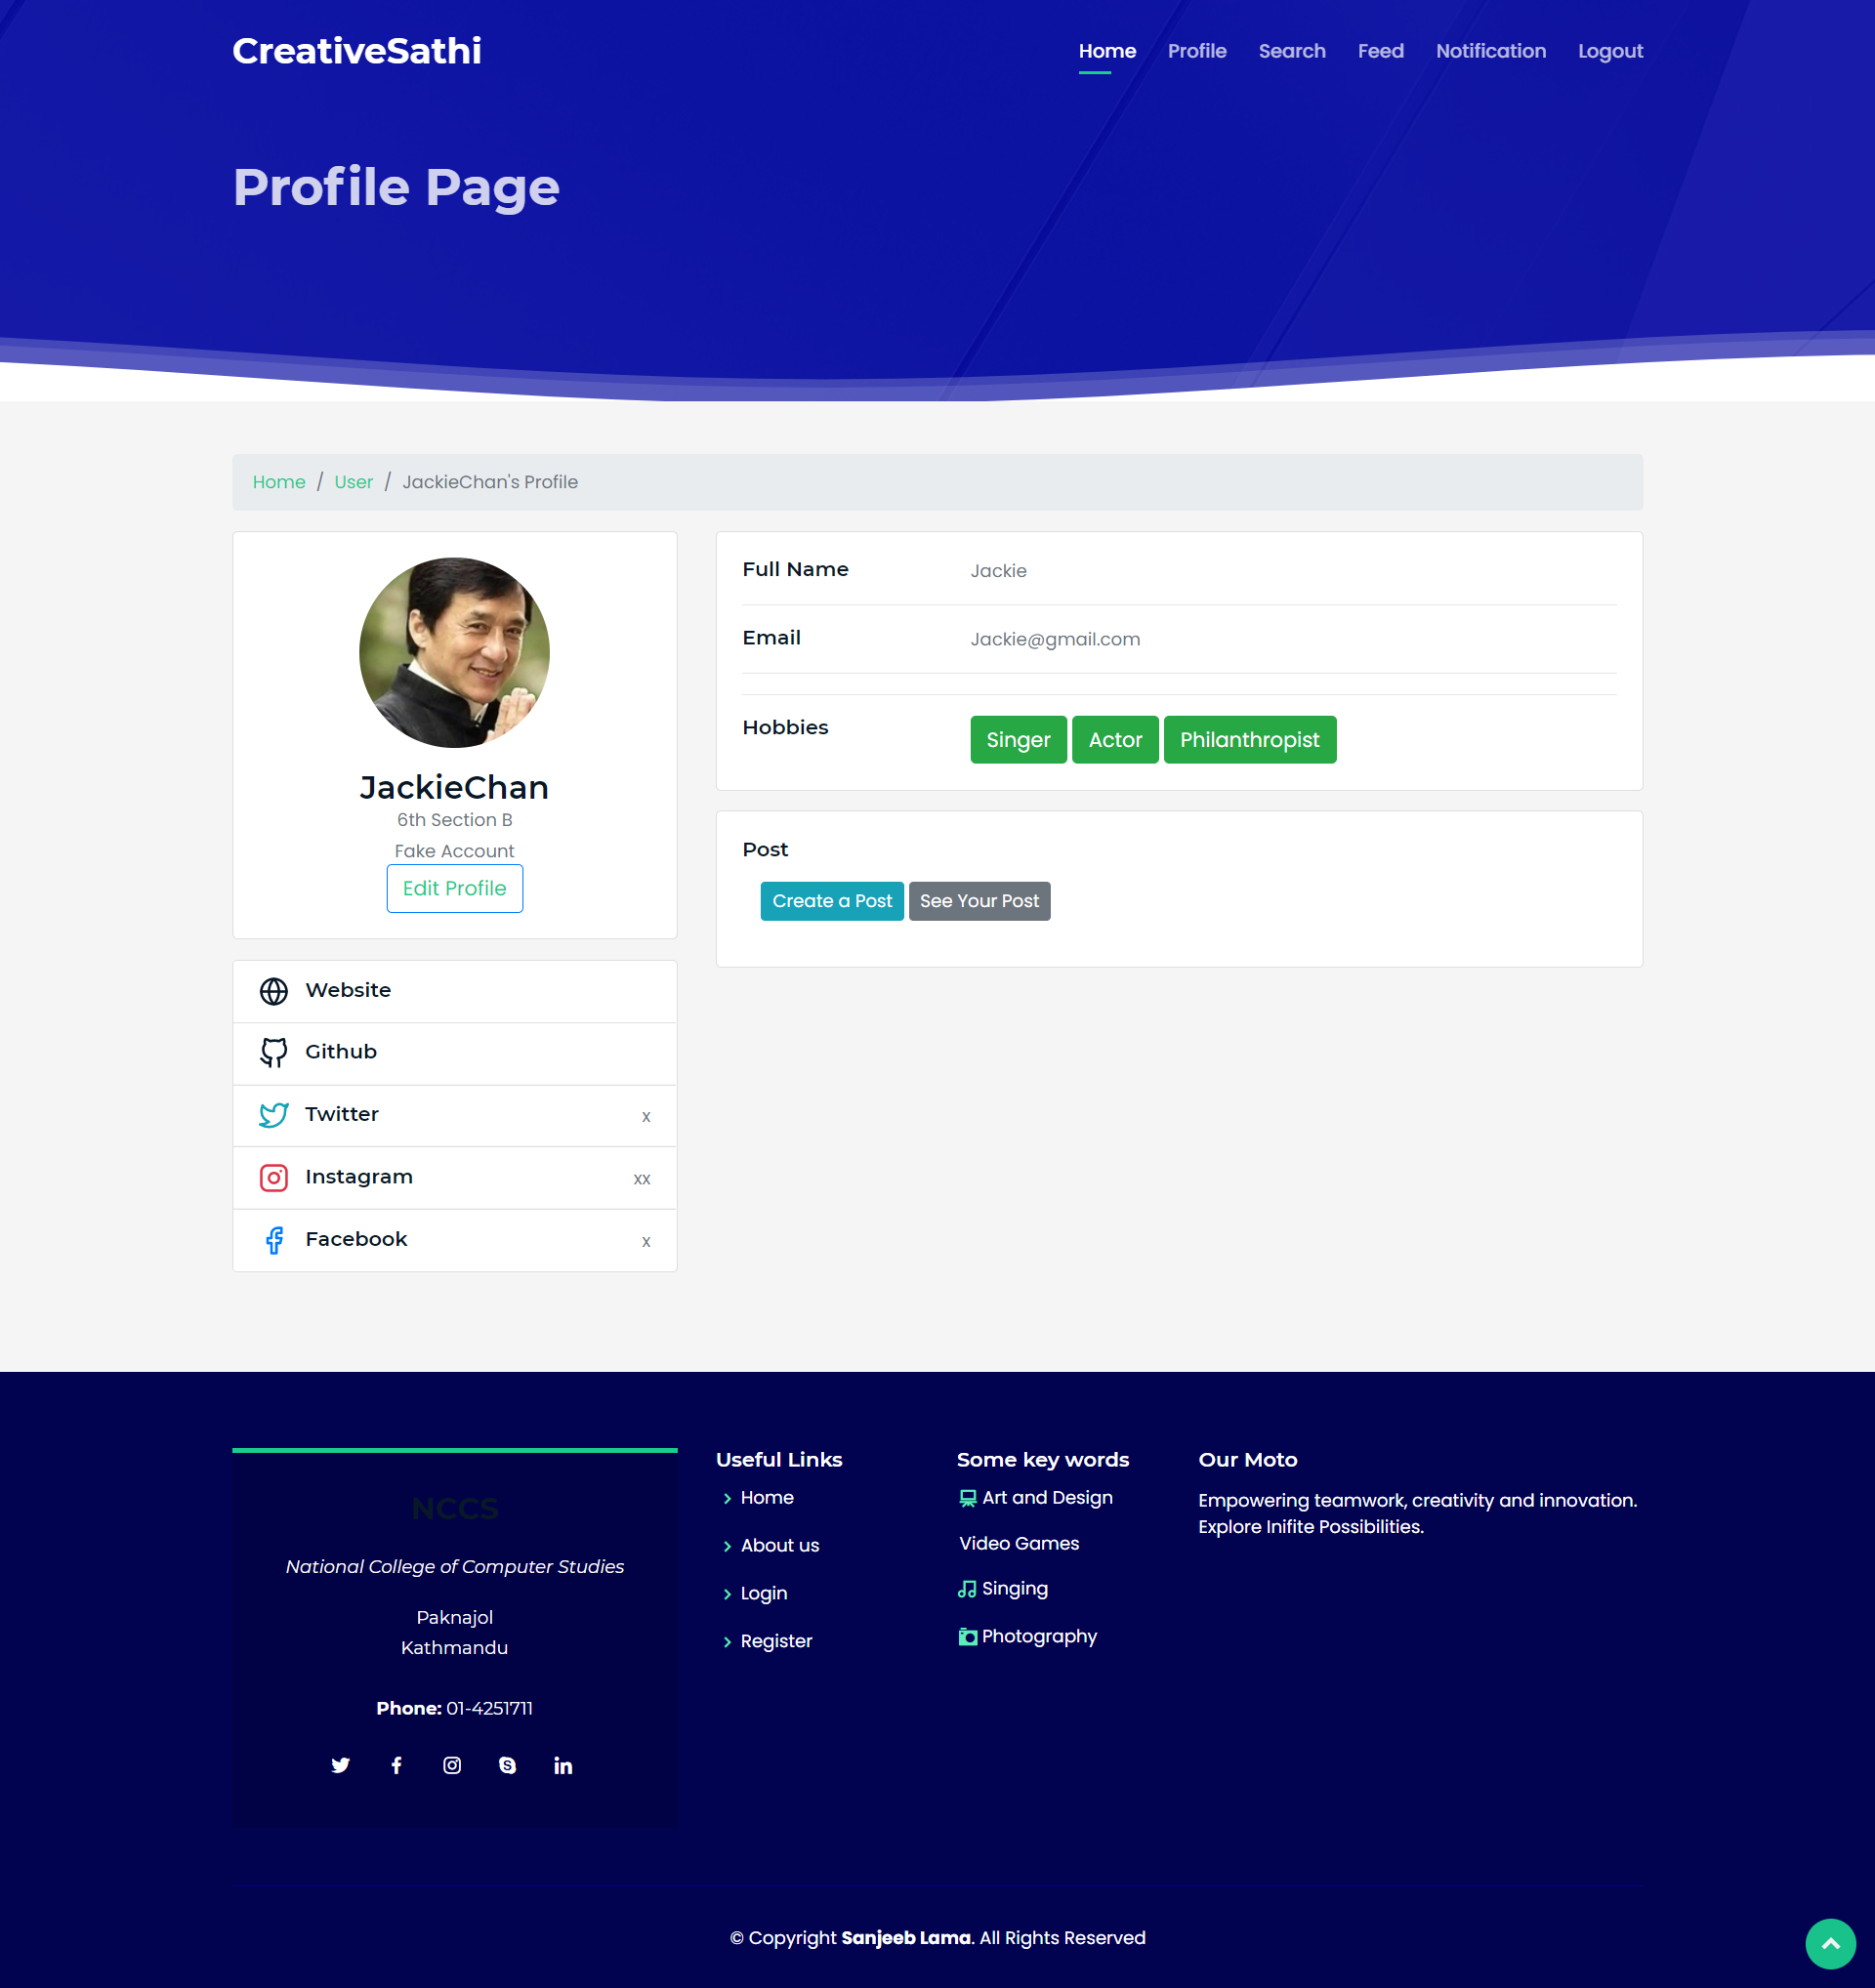 CreativeSathi
Home Profile Search Feed Notification Logout
Profile Page
Home / User / JackieChan's Profile
JackieChan
6th Section B
Fake Account
Edit Profile
Website
Github
Twitter x
Instagram xx
Facebook x
Full Name Jackie
Email Jackie@gmail.com
Hobbies Singer Actor Philanthropist
Post
Create a Post See Your Post
NCCS
National College of Computer Studies
Paknajol
Kathmandu
Phone: 01-4251711
Useful Links
Home
About us
Login
Register
Some key words
Art and Design
Video Games
Singing
Photography
Our Moto
Empowering teamwork, creativity and innovation.
Explore Inifite Possibilities.
© Copyright Sanjeeb Lama. All Rights Reserved